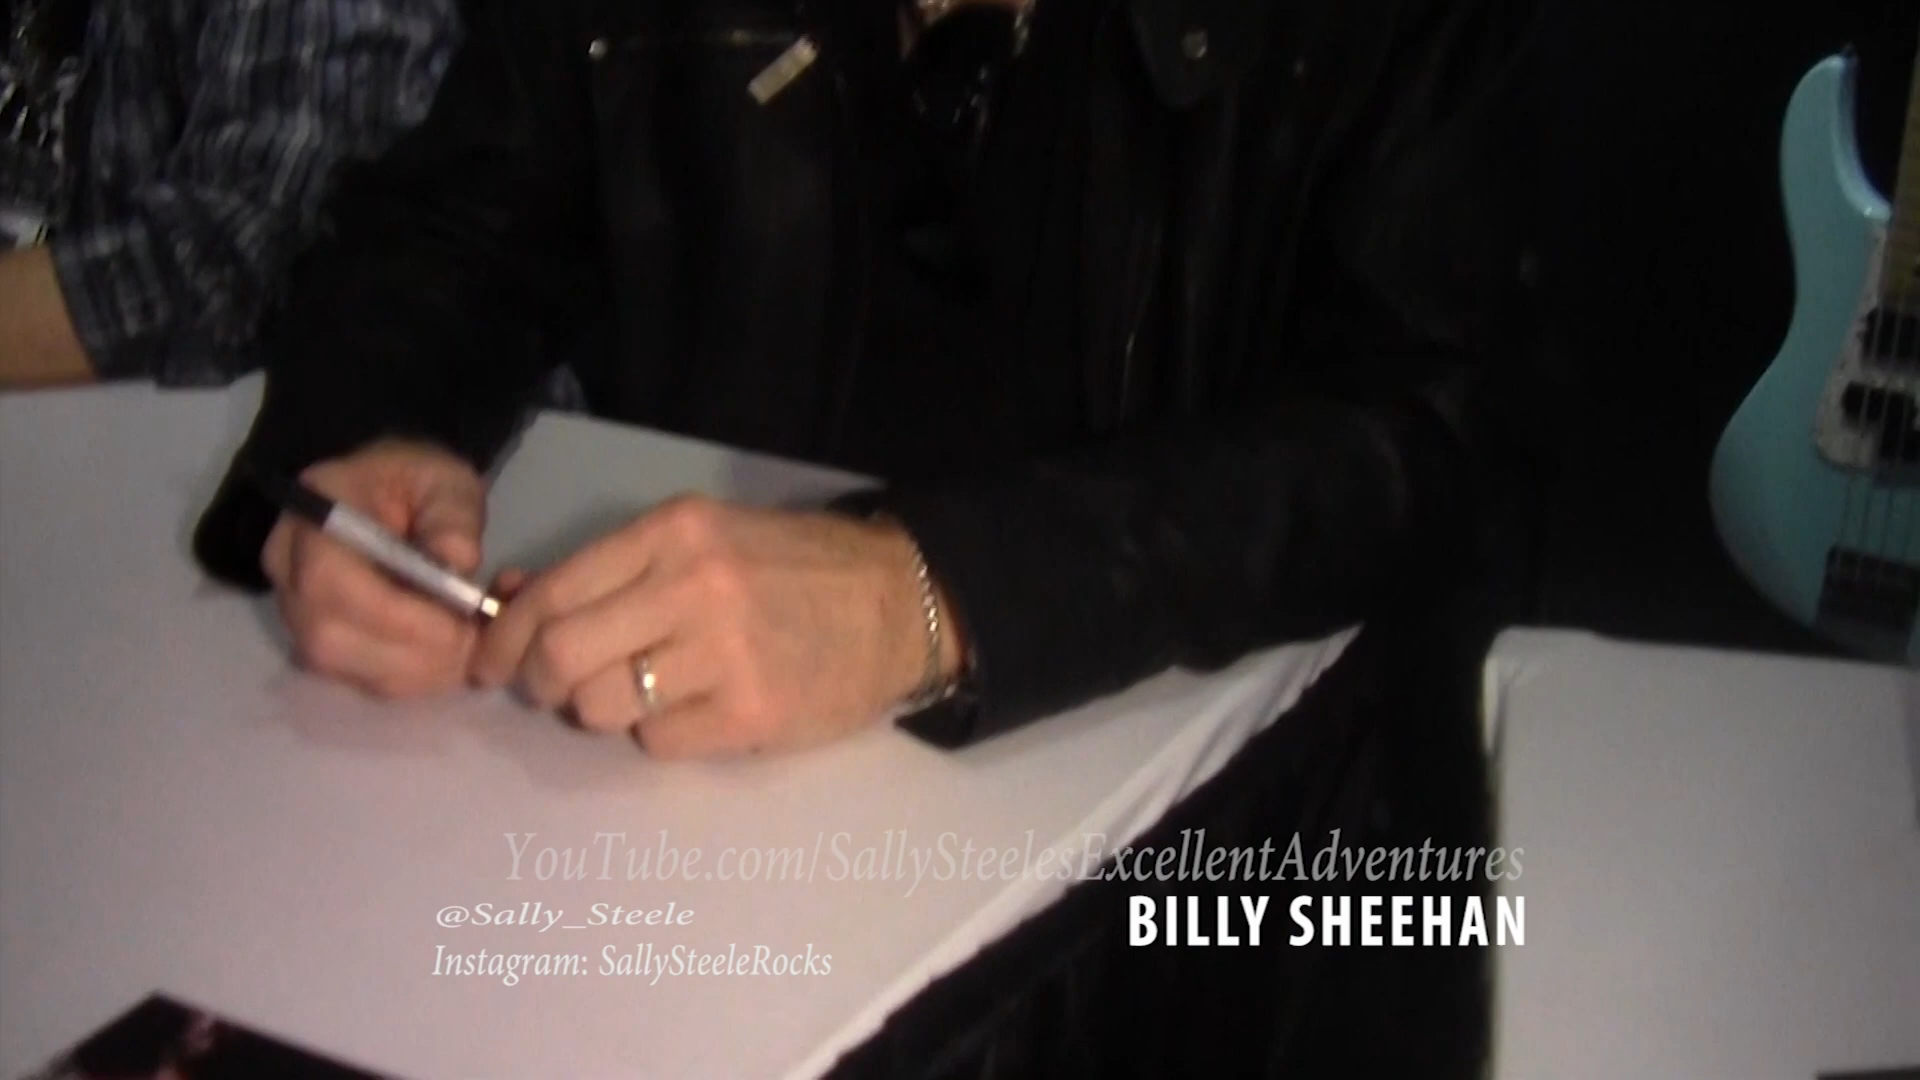 YouTube.com/SallySteelesExcellentAdventures
BILLY SHEEHAN
@Sally_Steele
Instagram: SallySteeleRocks